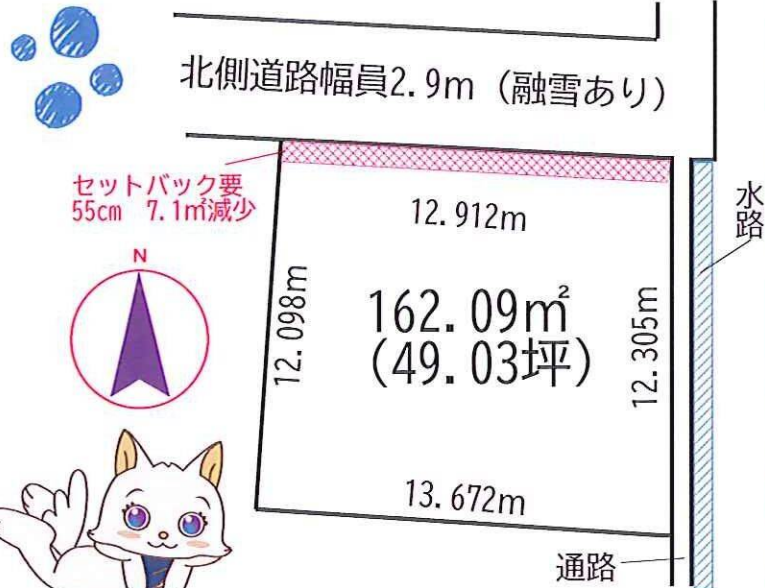 北側道路幅員2.9m（融雪あり）
セットバック要
55cm 7.1㎡減少
N
12.912m
水路
12.098m
162.09㎡
(49.03坪)
12.305m
13.672m
通路